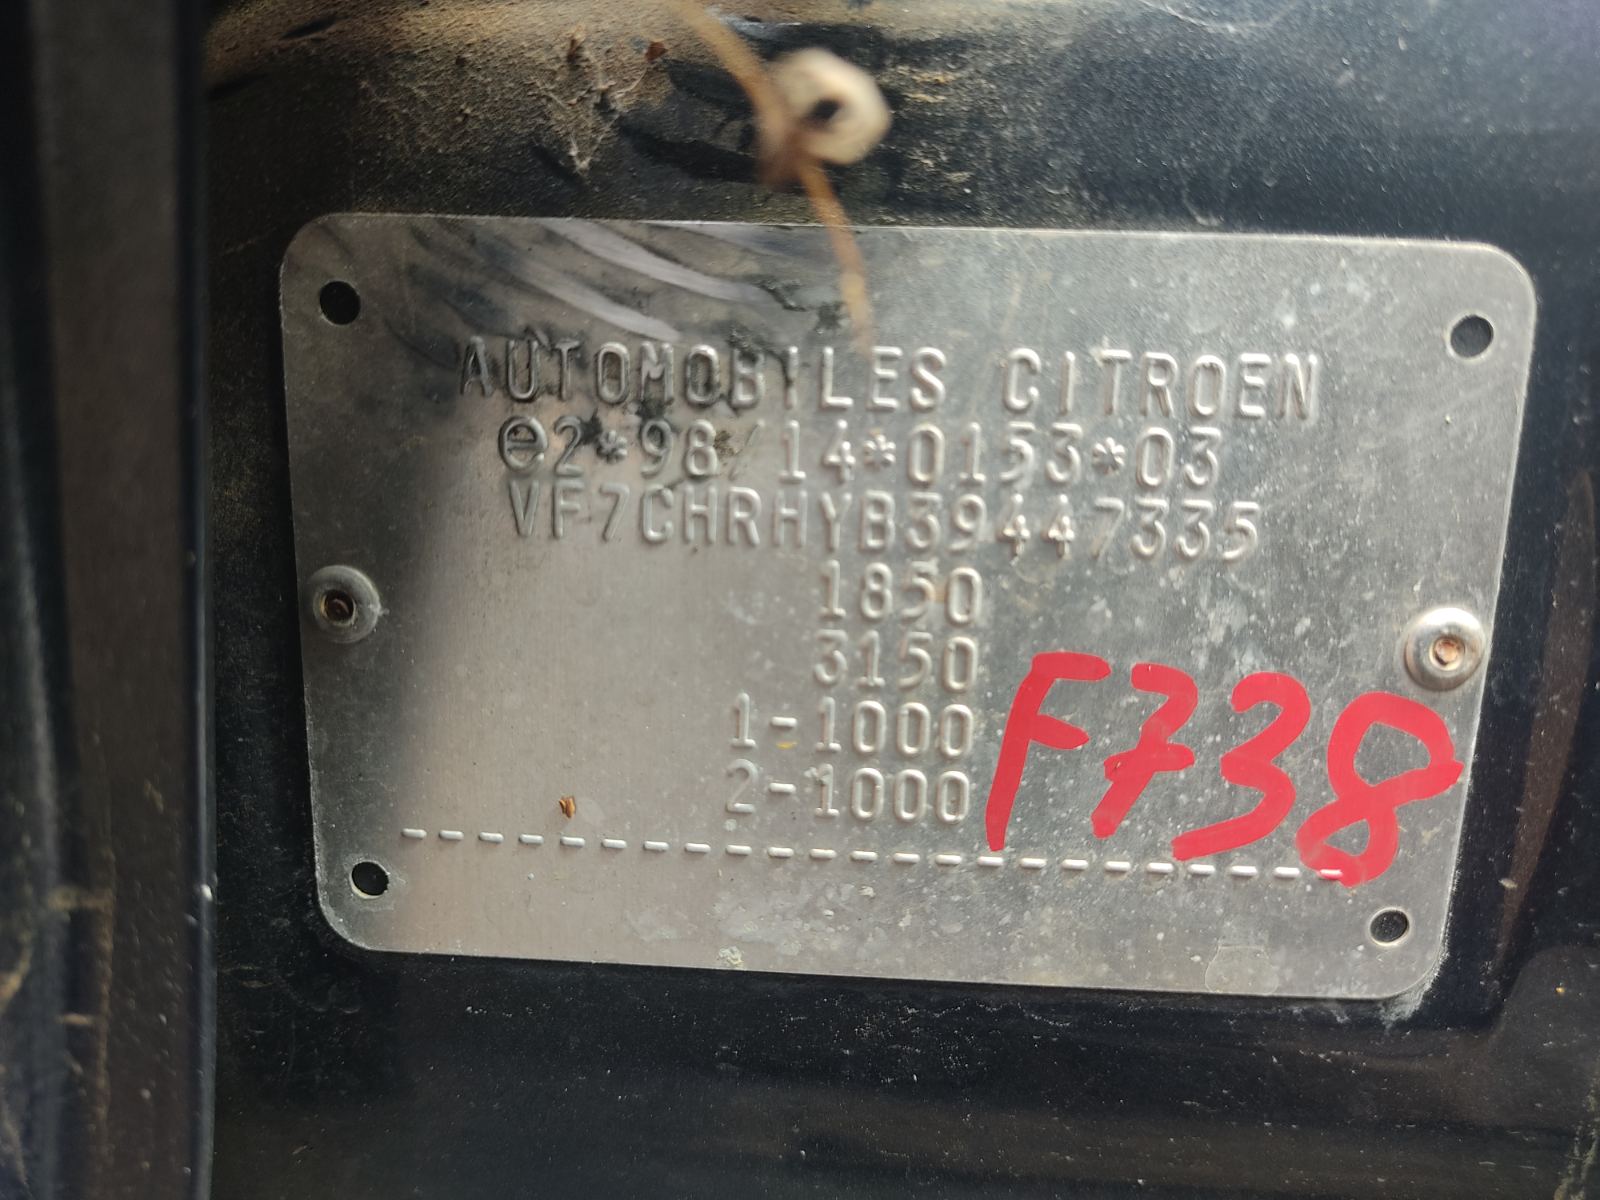 AUTOMOBILES CITROEN
e2*98/14*0153*03
VF7CHRHYB39447335
1850
3150
1-1000
2-1000
F738